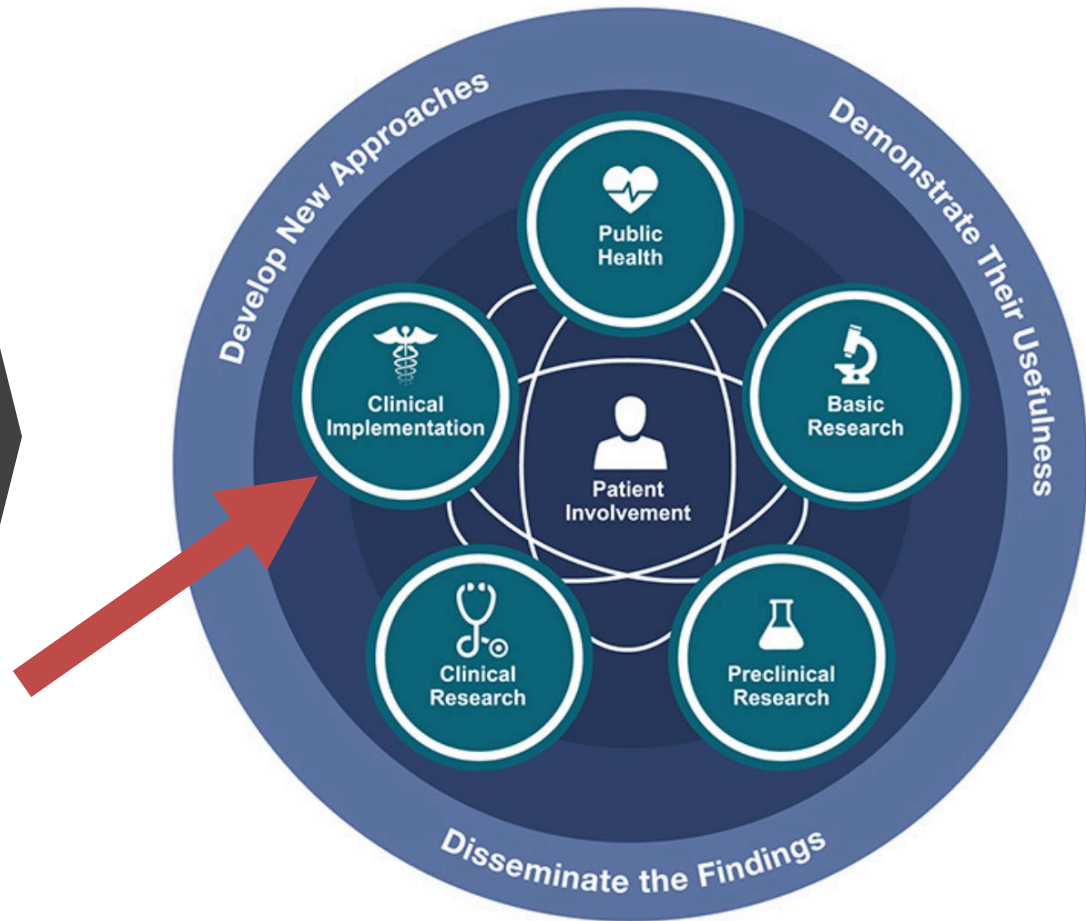 Develop New Approaches
Demonstrate Their Usefulness
Public
Health
Clinical
Implementation
Basic
Research
Patient
Involvement
Clinical
Research
Preclinical
Research
Disseminate the Findings